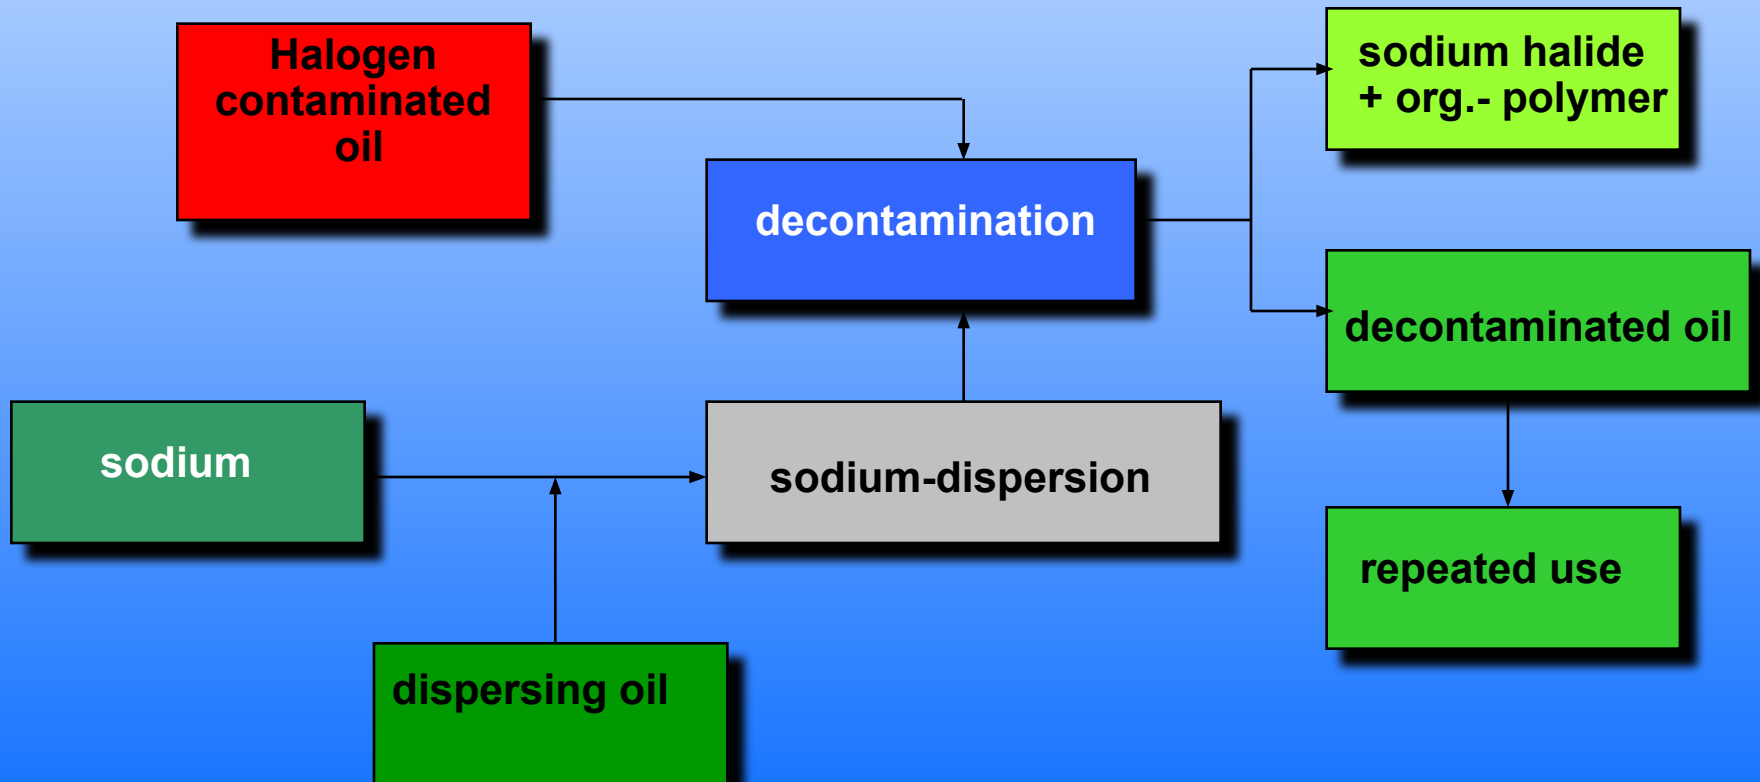 Halogen
contaminated
oil
sodium halide
+ org.- polymer
decontamination
decontaminated oil
sodium
sodium-dispersion
repeated use
dispersing oil